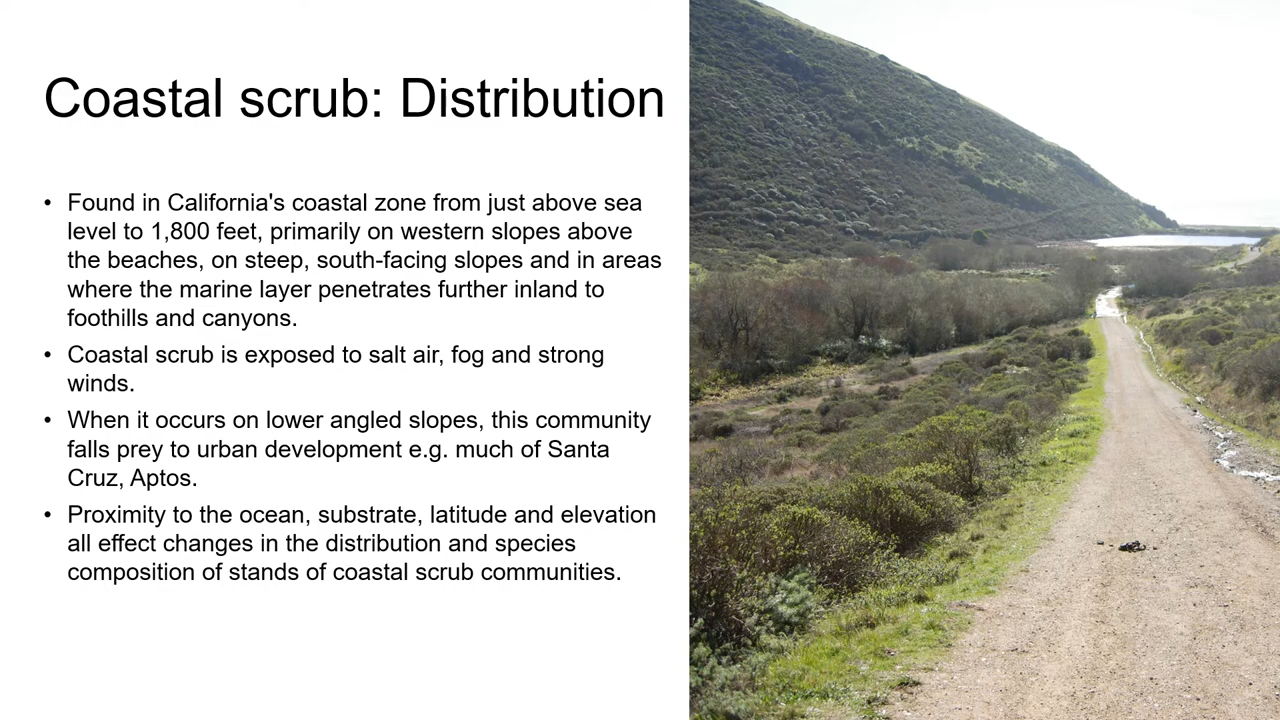 Coastal scrub: Distribution
• Found in California's coastal zone from just above sea
level to 1,800 feet, primarily on western slopes above
the beaches, on steep, south-facing slopes and in areas
where the marine layer penetrates further inland to
foothills and canyons.
• Coastal scrub is exposed to salt air, fog and strong
winds.
• When it occurs on lower angled slopes, this community
falls prey to urban development e.g. much of Santa
Cruz, Aptos.
• Proximity to the ocean, substrate, latitude and elevation
all effect changes in the distribution and species
composition of stands of coastal scrub communities.